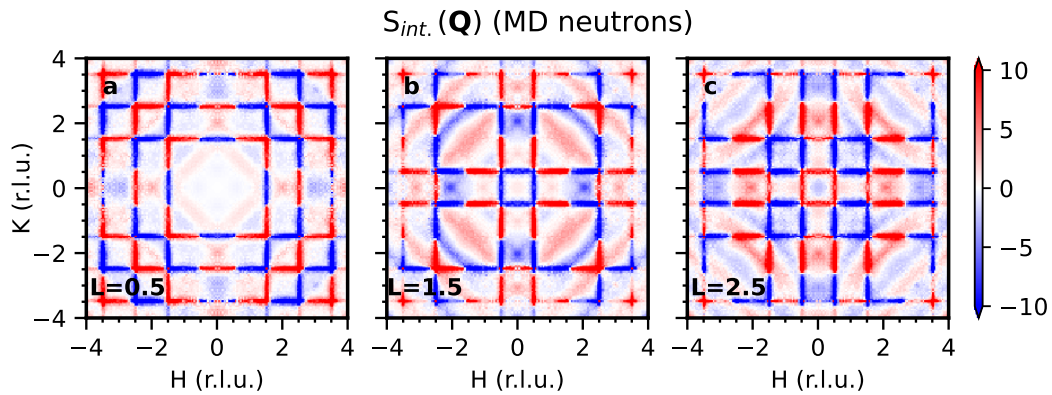 S_int. (Q) (MD neutrons)
a
b
c
L=0.5
L=1.5
L=2.5
4
2
0
−2
−4
K (r.l.u.)
−4 −2 0 2 4
−4 −2 0 2 4
−4 −2 0 2 4
H (r.l.u.)
H (r.l.u.)
H (r.l.u.)
10
5
0
−5
−10